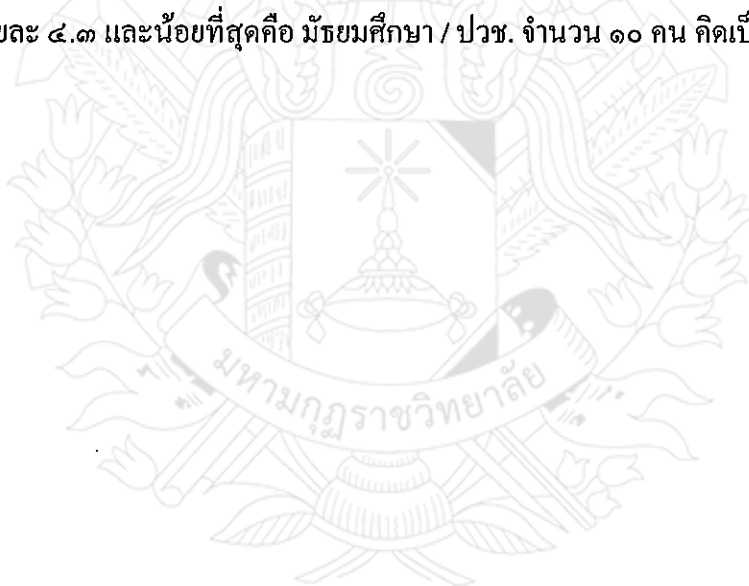 ยละ ๔.๓ และน้อยที่สุดคือ มัธยมศึกษา / ปวช. จำนวน ๑๐ คน คิดเป็
มหามกุฏราชวิทยาลัย